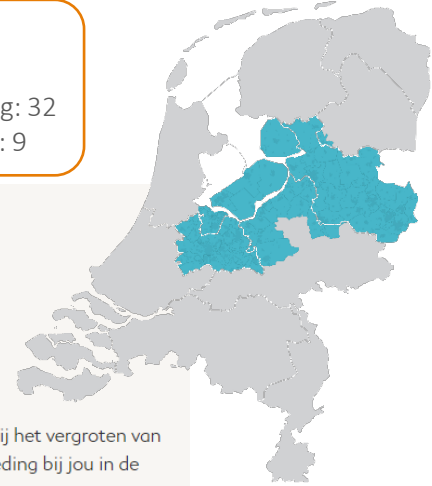 g: 32
: 9
ij het vergroten van
eding bij jou in de